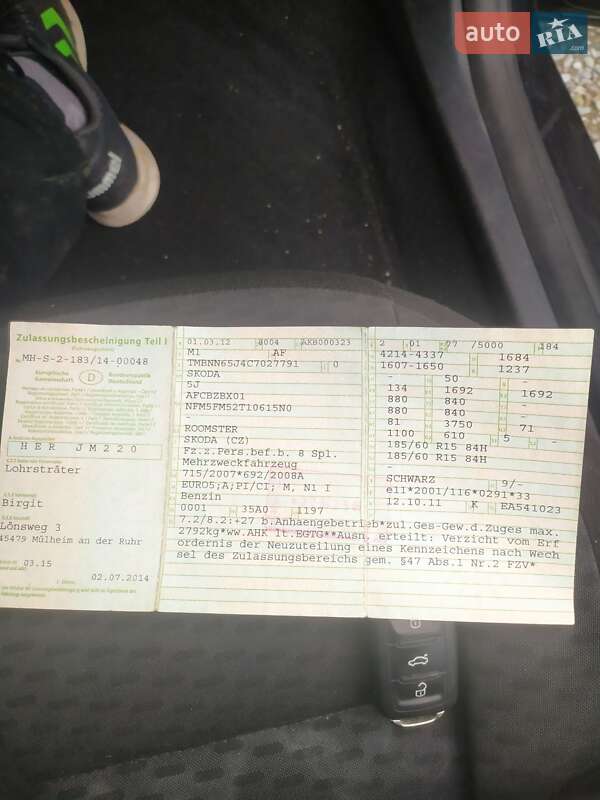 auto RIA .com
Zulassungsbescheinigung Teil I
MH-S-2-183/14-00048
Europäische Gemeinschaft D Bundesrepublik Deutschland
HER JM220
Lohrsträter
Birgit
Lönsweg 3
45479 Mülheim an der Ruhr
03.15
02.07.2014
01.03.12 8004 AKB000323
M1 AF
TMBNN65J4C7027791 0
SKODA
5J
AFCBZBX01
NFM5FM52T10615N0
-
ROOMSTER
SKODA (CZ)
Fz.z.Pers.bef.b. 8 Spl.
Mehrzweckfahrzeug
715/2007*692/2008A
EURO5;A;PI/CI; M, N1 I
Benzin
0001 35A0 1197
2 01 77 /5000 184
4214-4337 1684
1607-1650 1237
- 50 -
134 1692 1692
880 840 -
880 840 -
81 3750 71
1100 610 5 -
185/60 R15 84H
185/60 R15 84H
-
SCHWARZ 9/-
e11*2001/116*0291*33
12.10.11 K EA541023
7.2/8.2:+27 b.Anhaengebetrieb*zul.Ges-Gew.d.Zuges max.
2792kg*ww.AHK lt.EGTG**Ausn. erteilt: Verzicht vom Erf
ordernis der Neuzuteilung eines Kennzeichens nach Wech
sel des Zulassungsbereichs gem. §47 Abs.1 Nr.2 FZV*